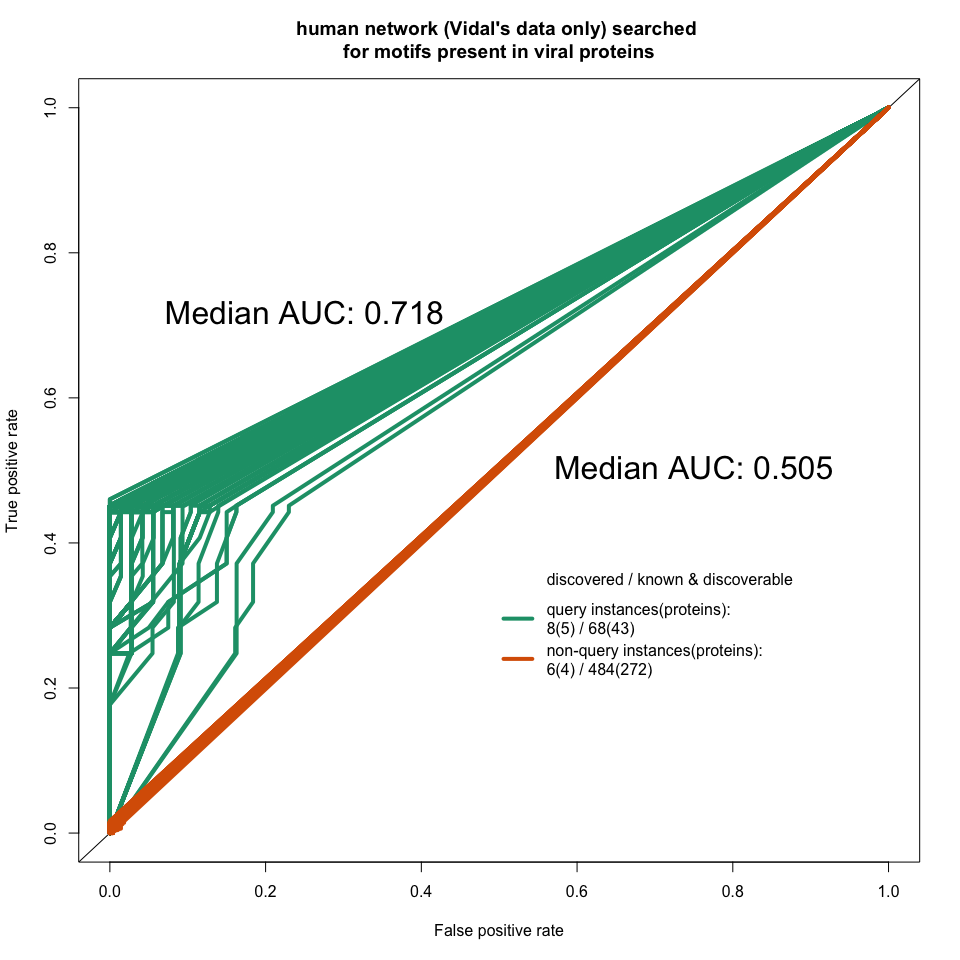 human network (Vidal's data only) searched
for motifs present in viral proteins
True positive rate
1.0
0.8
0.6
0.4
0.2
0.0
Median AUC: 0.718
Median AUC: 0.505
discovered / known & discoverable
query instances(proteins):
8(5) / 68(43)
non-query instances(proteins):
6(4) / 484(272)
0.0 0.2 0.4 0.6 0.8 1.0
False positive rate